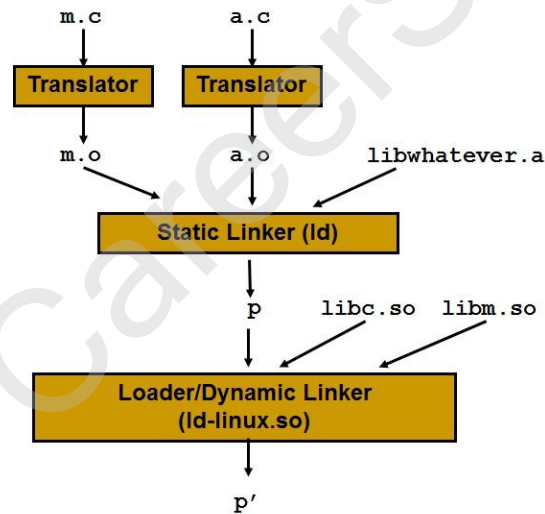 m.c a.c
Translator Translator
m.o a.o libwhatever.a
Static Linker (ld)
p libc.so libm.so
Loader/Dynamic Linker
(ld-linux.so)
p’